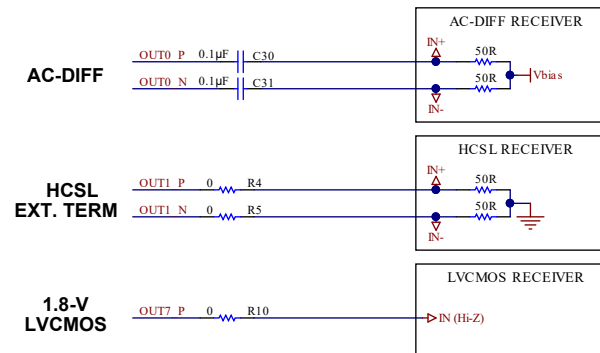 AC-DIFF RECEIVER
OUT0_P 0.1µF C30 IN+ 50R
AC-DIFF
Vbias
OUT0_N 0.1µF C31 50R
IN-
HCSL RECEIVER
IN+ 50R
OUT1_P 0 R4
HCSL
EXT. TERM
OUT1_N 0 R5 50R
IN-
LVCMOS RECEIVER
1.8-V
LVCMOS
OUT7_P 0 R10 IN (Hi-Z)